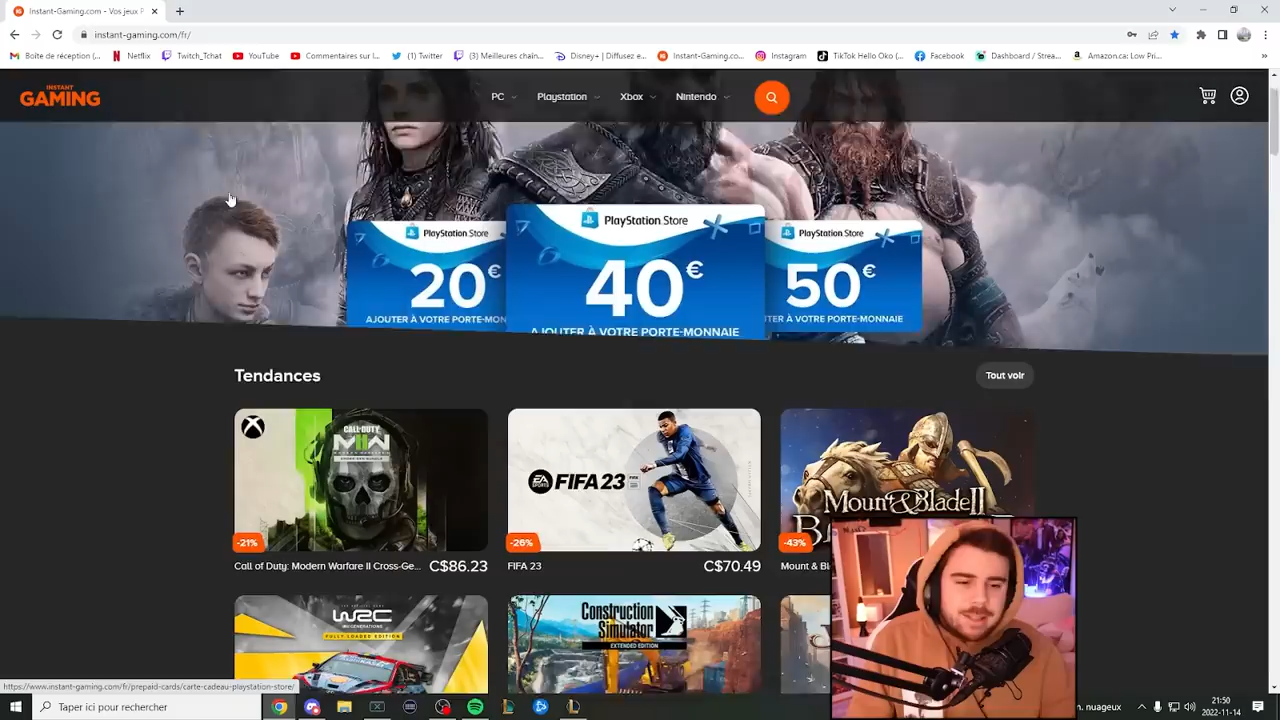 Instant-Gaming.com - Vos jeux P
instant-gaming.com/fr/
Boîte de réception (...
Netflix
Twitch_Tchat
YouTube
Commentaires sur l...
(1) Twitter
(3) Meilleures chaîn...
Disney+ | Diffusez e...
Instant-Gaming.co...
Instagram
TikTok Hello Oko (...
Facebook
Dashboard / Strea...
Amazon.ca: Low Pri...
»
INSTANT
GAMING
PC
Playstation
Xbox
Nintendo
PlayStation Store
20€
AJOUTER À VOTRE PORTE-MON
PlayStation Store
40€
AJOUTER À VOTRE PORTE-MONNAIE
PlayStation Store
50€
TER À VOTRE PORTE-MONNAIE
Tendances
Tout voir
CALL OF DUTY
MWII
-21%
Call of Duty: Modern Warfare II Cross-Ge...
C$86.23
EA SPORTS
FIFA 23
-26%
FIFA 23
C$70.49
Mount & Blade II
-43%
Mount & Bl
WRC
GENERATIONS
FULLY LOADED EDITION
Construction
Simulator
EXTENDED EDITION
https://www.instant-gaming.com/fr/prepaid-cards/carte-cadeau-playstation-store/
Taper ici pour rechercher
n. nuageux
21:50
2022-11-14